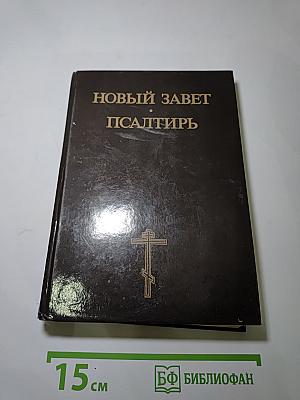 НОВЫЙ ЗАВЕТ
•
ПСАЛТИРЬ
15 см
БФ БИБЛИОФАН